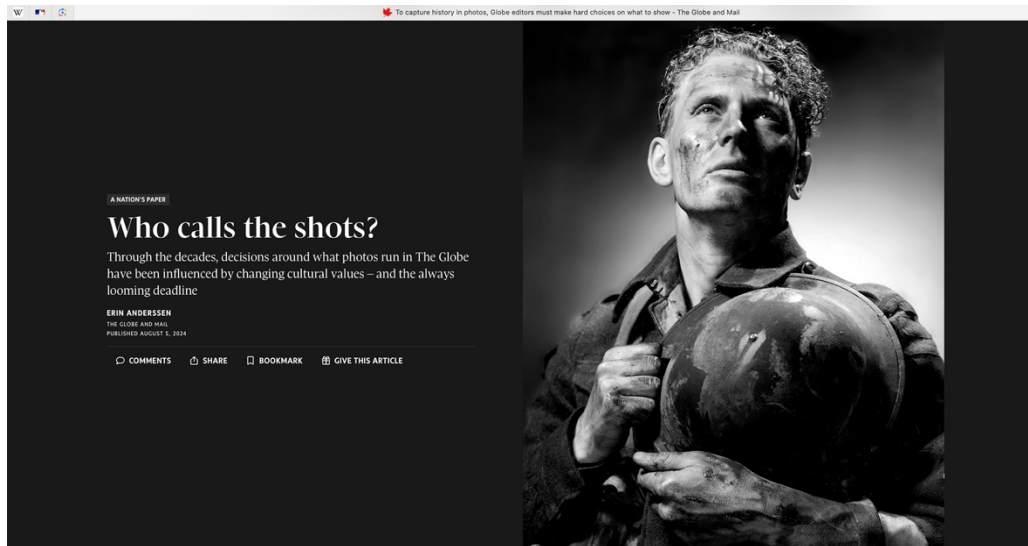 W
To capture history in photos, Globe editors must make hard choices on what to show - The Globe and Mail
A NATION'S PAPER
Who calls the shots?
Through the decades, decisions around what photos run in The Globe
have been influenced by changing cultural values – and the always
looming deadline
ERIN ANDERSSEN
THE GLOBE AND MAIL
PUBLISHED AUGUST 5, 2024
COMMENTS SHARE BOOKMARK GIVE THIS ARTICLE